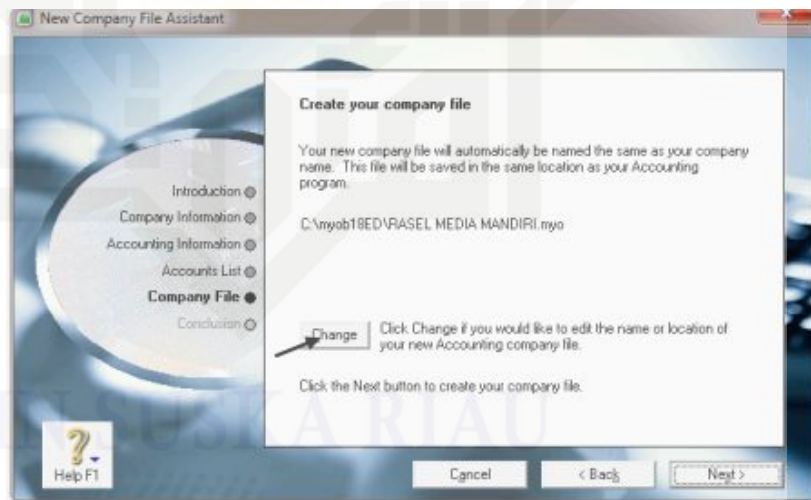 New Company File Assistant
Create your company file
Your new company file will automatically be named the same as your company
name. This file will be saved in the same location as your Accounting
program.
C:\myob18ED\RASEL MEDIA MANDIRI.myo
Introduction
Company Information
Accounting Information
Accounts List
Company File
Conclusion
Change
Click Change if you would like to edit the name or location of
your new Accounting company file.
Click the Next button to create your company file.
N SUSKA RIAU
Help F1
Cancel
< Back
Next >